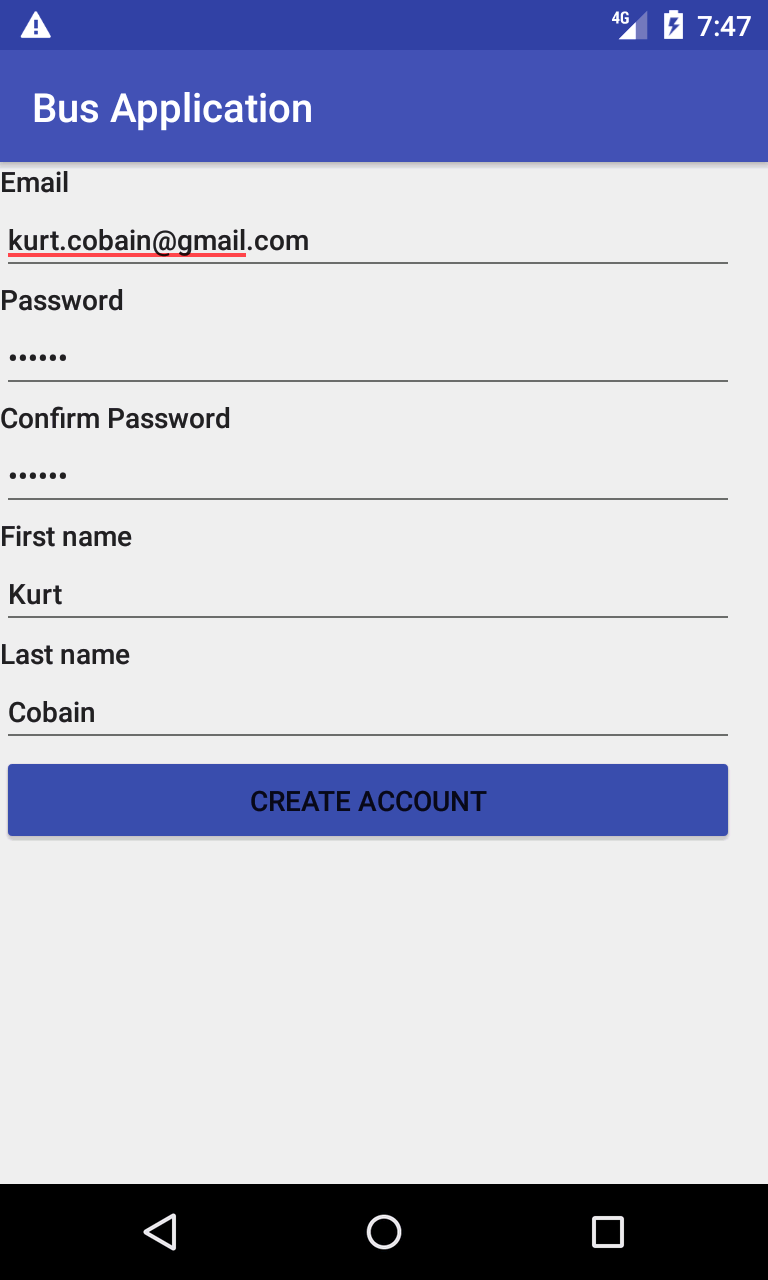 4G 7:47
Bus Application
Email
kurt.cobain@gmail.com
Password
••••••
Confirm Password
••••••
First name
Kurt
Last name
Cobain
CREATE ACCOUNT